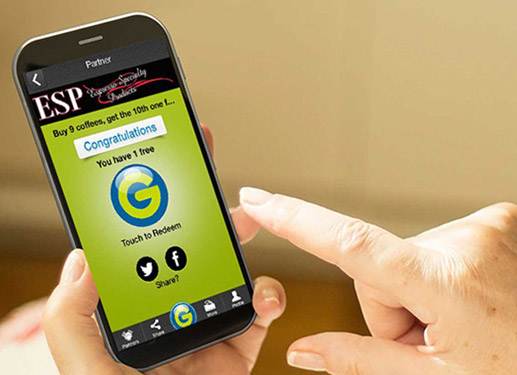 Partner
ESP Espresso Specialty
Products
Buy 9 coffees, get the 10th one f...
Congratulations
You have 1 free
G
Touch to Redeem
Share?
Partners Share G More Profile